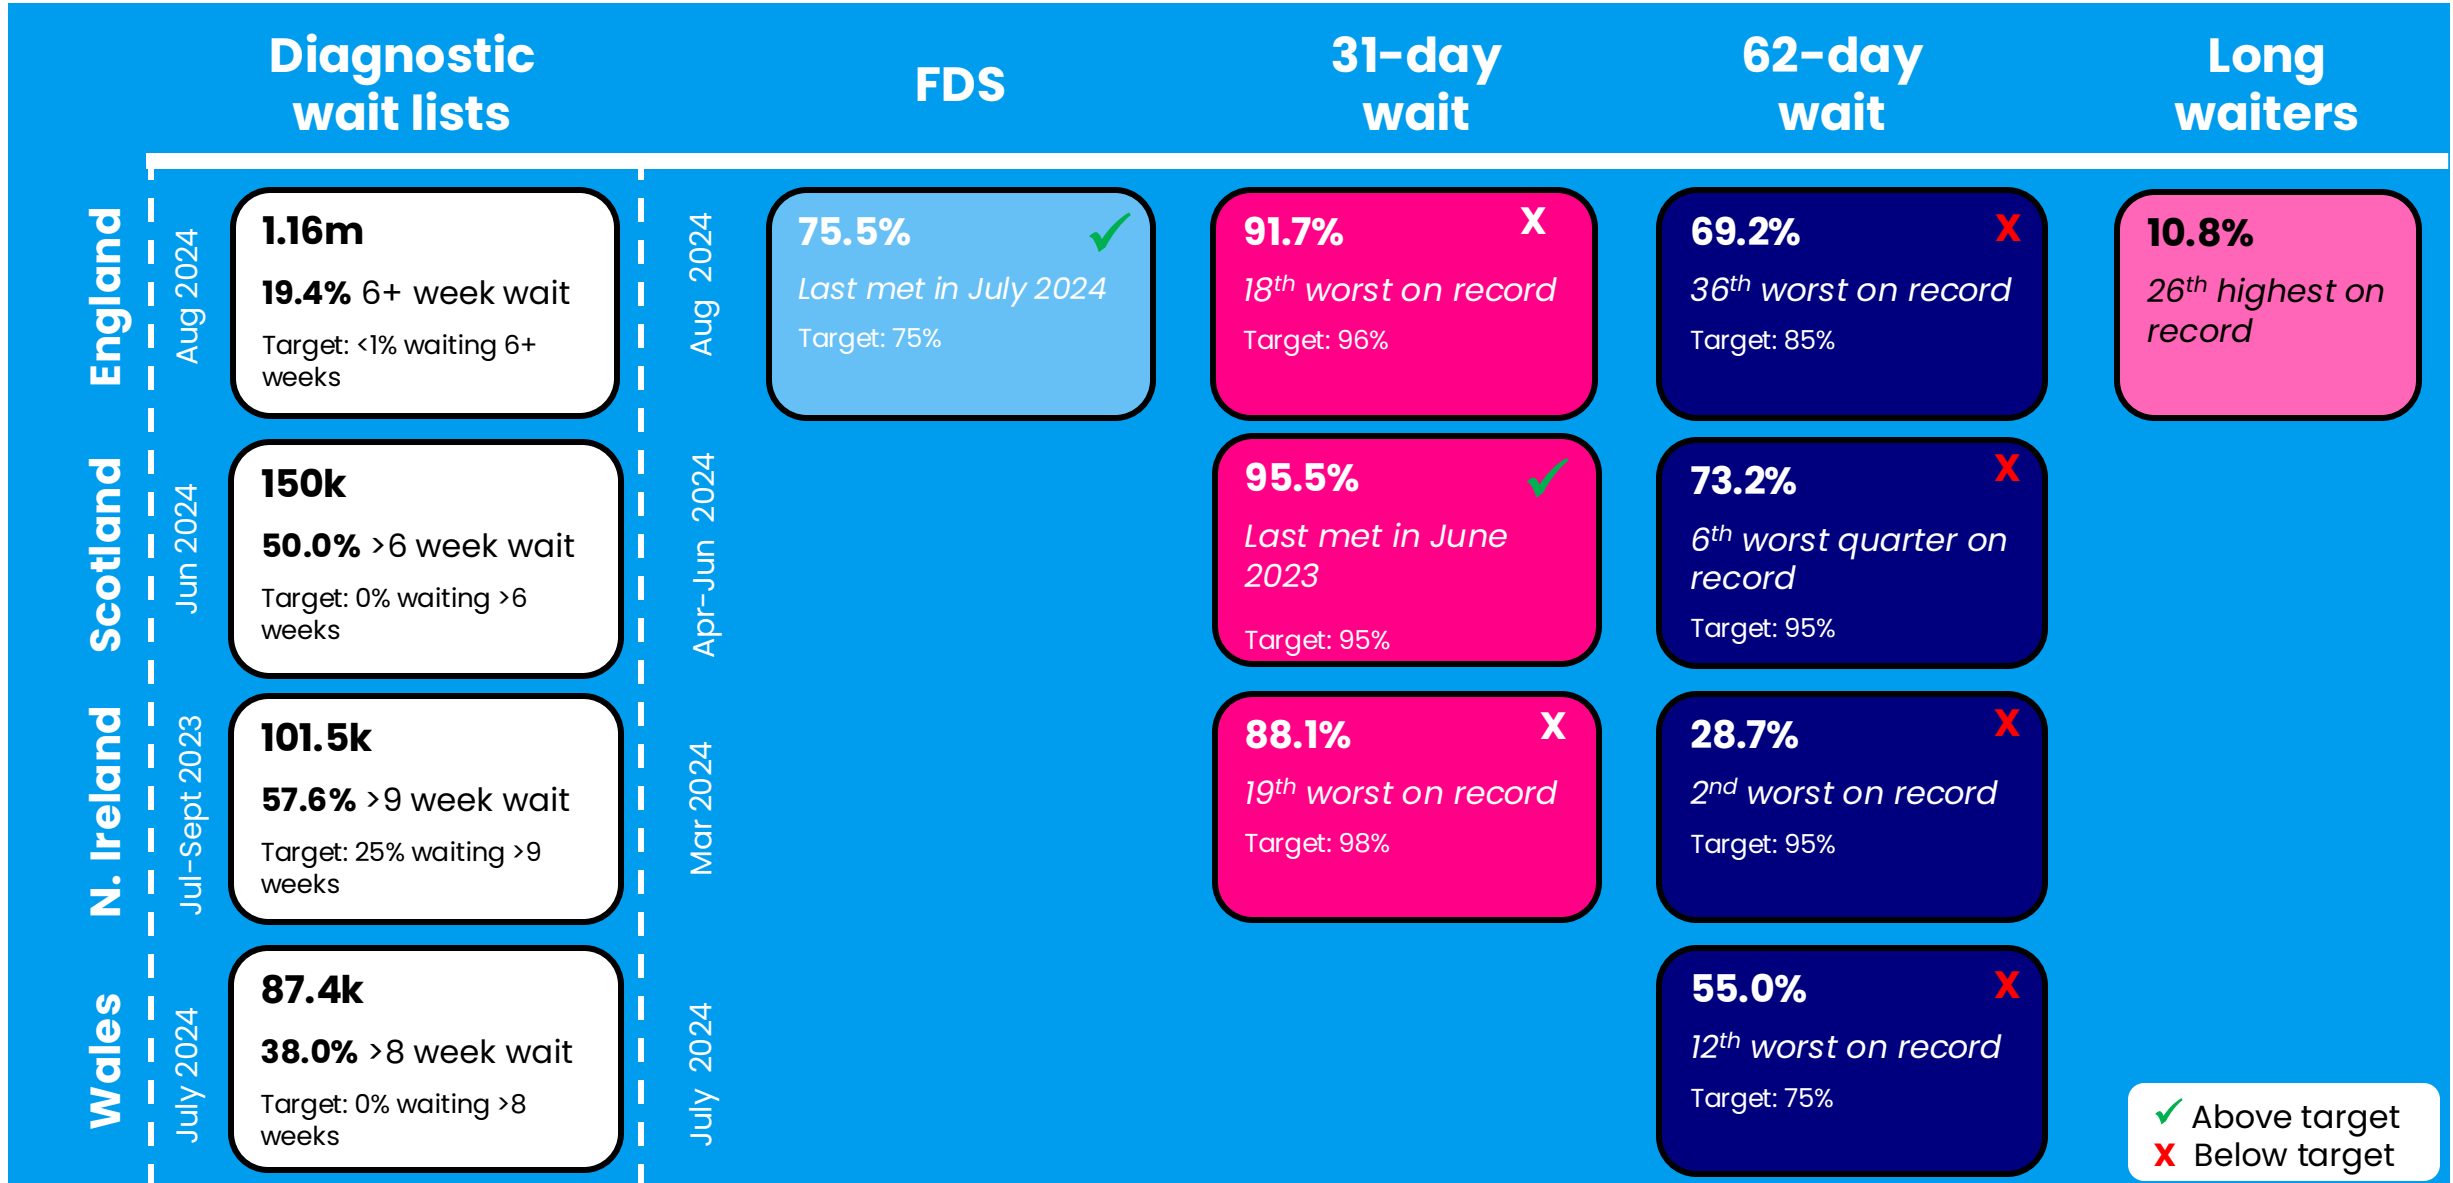 Diagnostic
wait lists
FDS
31-day
wait
62-day
wait
Long
waiters
England
Aug 2024
1.16m
19.4% 6+ week wait
Target: <1% waiting 6+
weeks
Aug 2024
75.5%
Last met in July 2024
Target: 75%
91.7%
X
18th worst on record
Target: 96%
69.2%
X
36th worst on record
Target: 85%
10.8%
26th highest on
record
Scotland
Jun 2024
150k
50.0% >6 week wait
Target: 0% waiting >6
weeks
Apr-Jun 2024
95.5%
Last met in June
2023
Target: 95%
73.2%
X
6th worst quarter on
record
Target: 95%
N. Ireland
Jul-Sept 2023
101.5k
57.6% >9 week wait
Target: 25% waiting >9
weeks
Mar 2024
88.1%
X
19th worst on record
Target: 98%
28.7%
X
2nd worst on record
Target: 95%
Wales
July 2024
87.4k
38.0% >8 week wait
Target: 0% waiting >8
weeks
July 2024
55.0%
X
12th worst on record
Target: 75%
✓ Above target
X Below target